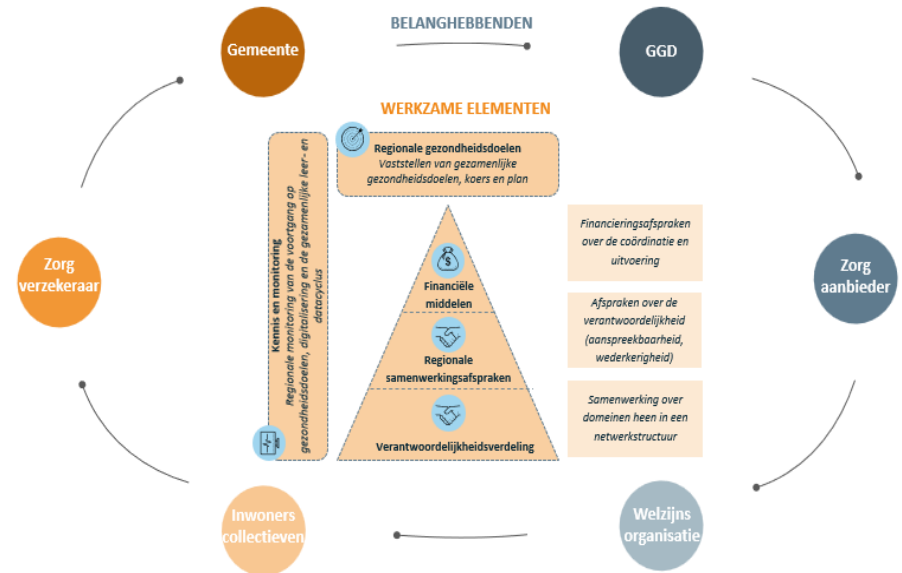 BELANGHEBBENDEN
Gemeente
GGD
WERKZAME ELEMENTEN
Regionale gezondheidsdoelen
Vaststellen van gezamenlijke
gezondheidsdoelen, koers en plan
Kennis en monitoring
Regionale monitoring van de voortgang op
gezondheidsdoelen, digitalisering en de gezamenlijke leer- en
datacyclus
Financiële
middelen
Financieringsafspraken
over de coördinatie en
uitvoering
Regionale
samenwerkingsafspraken
Afspraken over de
verantwoordelijkheid
(aanspreekbaarheid,
wederkerigheid)
Verantwoordelijkheidsverdeling
Samenwerking over
domeinen heen in een
netwerkstructuur
Zorg
verzekeraar
Zorg
aanbieder
Inwoners
collectieven
Welzijns
organisatie